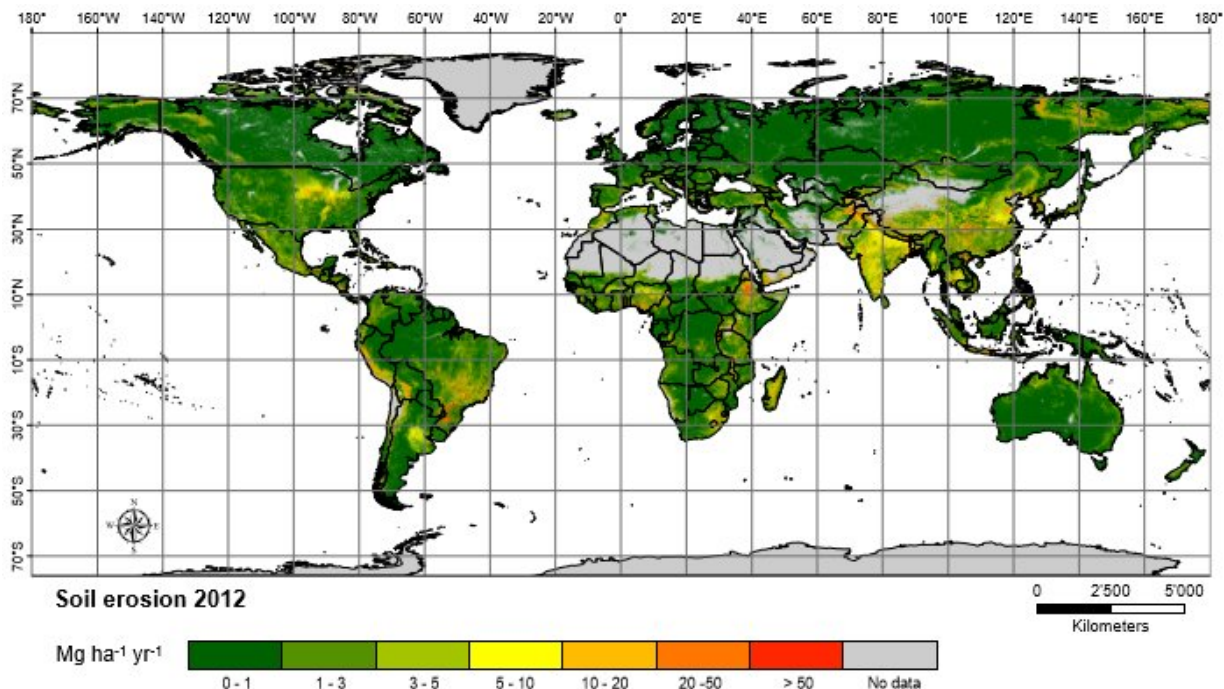 180° 160°W 140°W 120°W 100°W 80°W 60°W 40°W 20°W 0° 20°E 40°E 60°E 80°E 100°E 120°E 140°E 160°E 180°
70°N
50°N
30°N
10°N
10°S
30°S
50°S
70°S
N
W E
S
Soil erosion 2012
0 2'500 5'000
Kilometers
Mg ha⁻¹ yr⁻¹
0 - 1 1 - 3 3 - 5 5 - 10 10 - 20 20 -50 > 50 No data